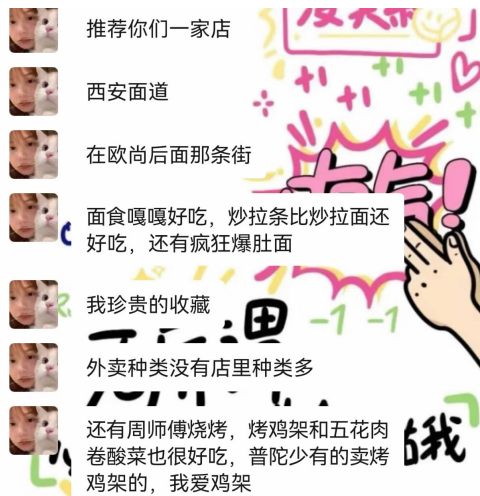 推荐你们一家店
西安面道
在欧尚后面那条街
面食嘎嘎好吃，炒拉条比炒拉面还
好吃，还有疯狂爆肚面
我珍贵的收藏
-1 -1
外卖种类没有店里种类多
还有周师傅烧烤，烤鸡架和五花肉
卷酸菜也很好吃，普陀少有的卖烤
鸡架的，我爱鸡架
我